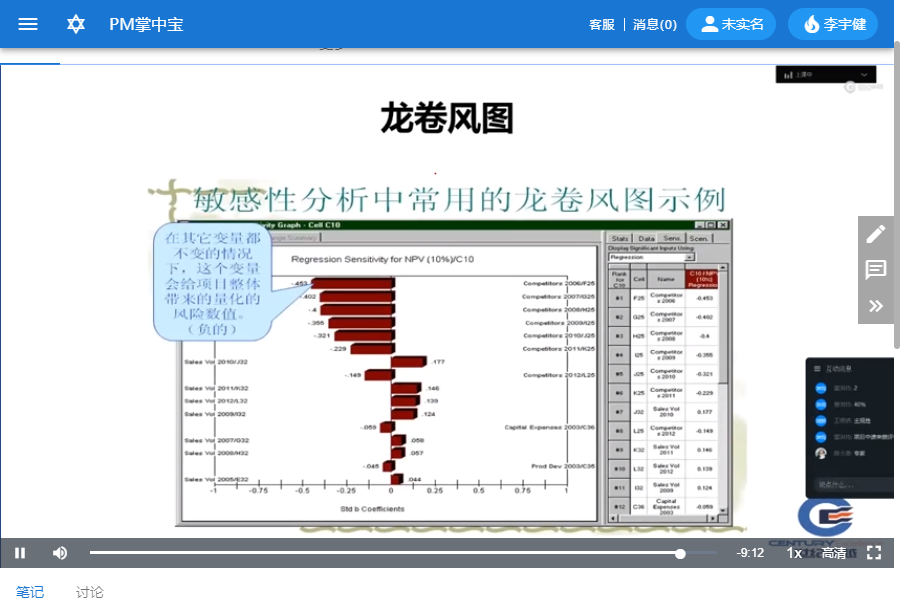 PM掌中宝
客服
消息(0)
未实名
李宇健
上课中
龙卷风图
敏感性分析中常用的龙卷风图示例
ity Graph - Cell C10
在其它变量都
不变的情况
下，这个变量
会给项目整体
带来的量化的
风险数值。
（负的）
Regression Sensitivity for NPV (10%)/C10
-.453
Competitors 2006/F25
-.402
Competitors 2007/G25
-.4
Competitors 2008/H25
-.355
Competitors 2009/I25
-.321
Competitors 2010/J25
-.229
Competitors 2011/K25
Sales Vol 2010/J32
.177
-.149
Competitors 2012/L25
Sales Vol 2011/K32
.146
Sales Vol 2012/L32
.139
Sales Vol 2009/I32
.124
-.059
Capital Expenses 2003/C36
Sales Vol 2007/G32
.058
Sales Vol 2008/H32
.057
-.045
Prod Dev 2003/C35
Sales Vol 2005/E32
.044
-1 -0.75 -0.5 -0.25 0 0.25 0.5 0.75 1
Std b Coefficients
Stats Data Sens. Scen.
Display Significant Inputs Using
Regression
Rank for C10 Cell Name C10 / NPV (10%) Regression
#1 F25 Competitors 2006 -0.453
#2 G25 Competitors 2007 -0.402
#3 H25 Competitors 2008 -0.4
#4 I25 Competitors 2009 -0.355
#5 J25 Competitors 2010 -0.321
#6 K25 Competitors 2011 -0.229
#7 J32 Sales Vol 2010 0.177
#8 L25 Competitors 2012 -0.149
#9 K32 Sales Vol 2011 0.146
#10 L32 Sales Vol 2012 0.139
#11 I32 Sales Vol 2009 0.124
#12 C36 Capital Expenses 2003 -0.059
互动消息
CENTURY
-9:12
1x
高清
笔记
讨论